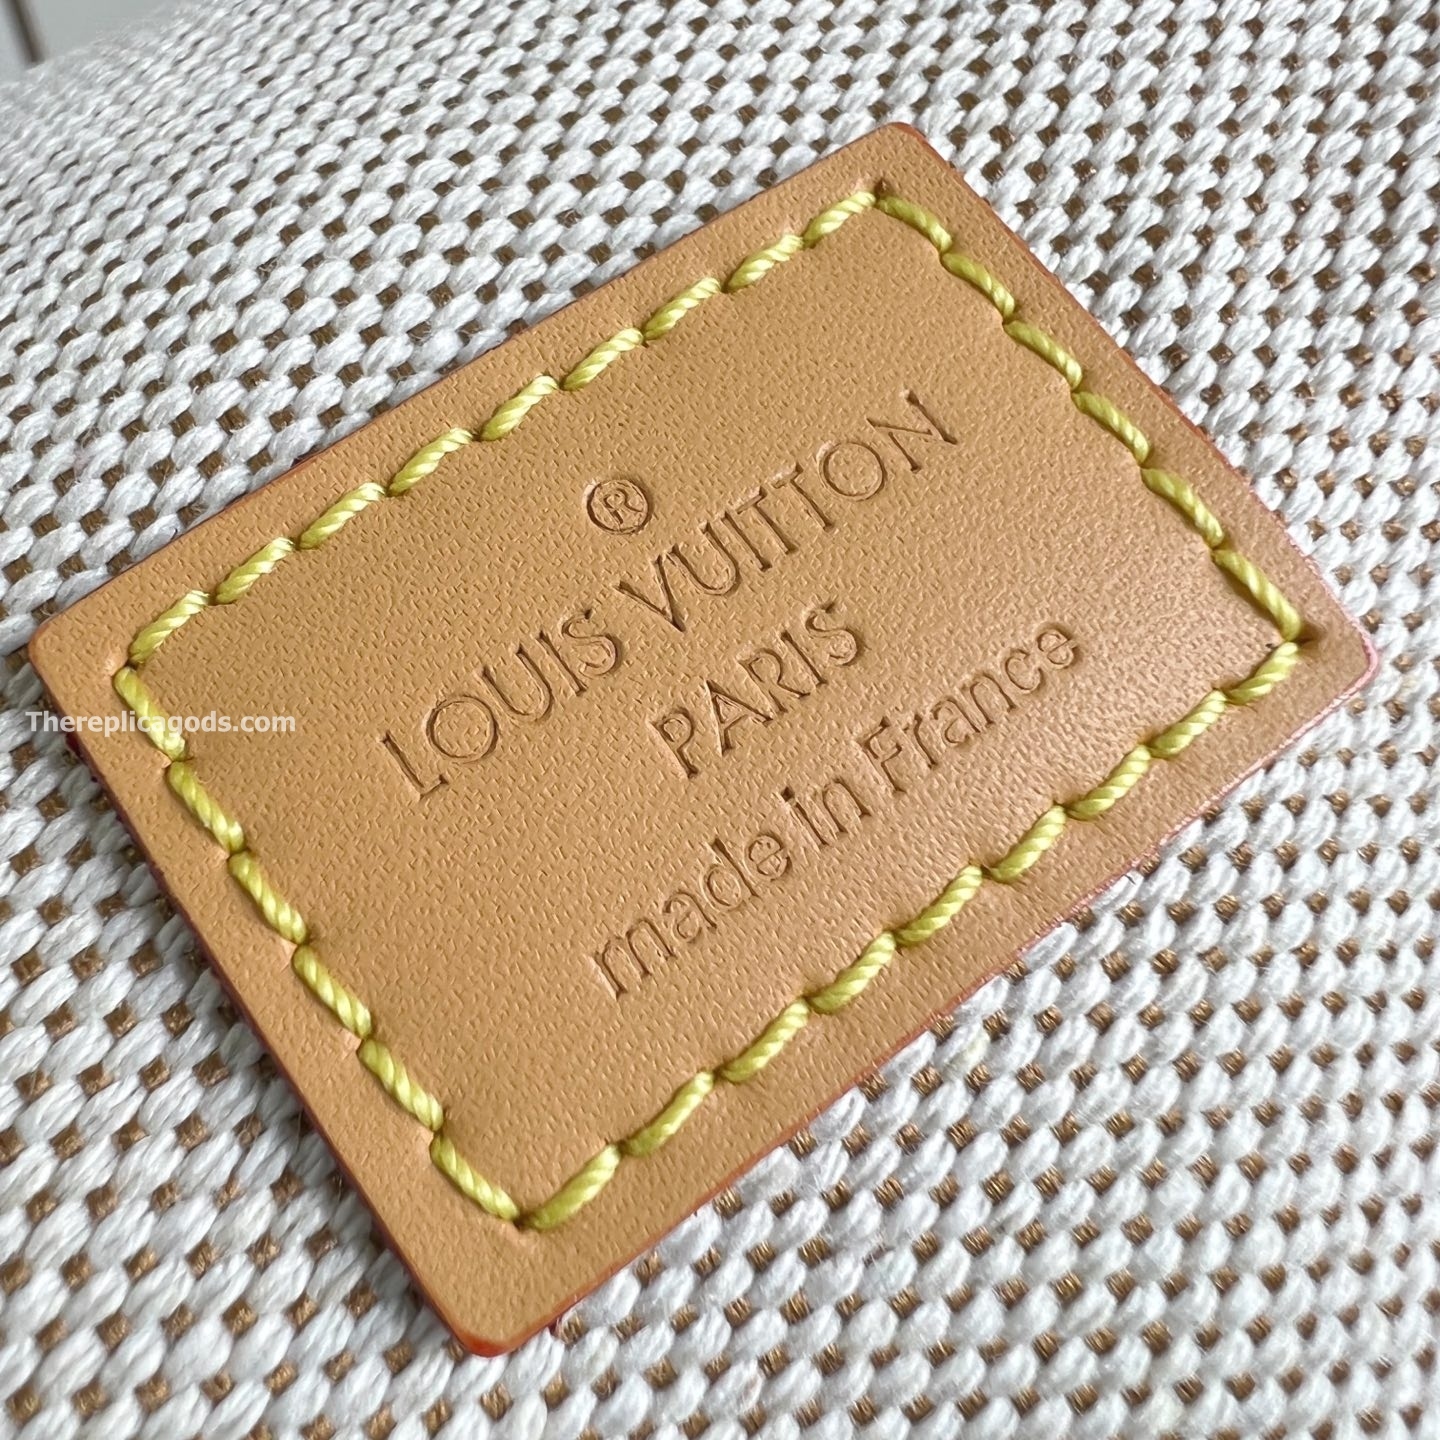 ®
LOUIS VUITTON
PARIS
made in France
Thereplicagods.com